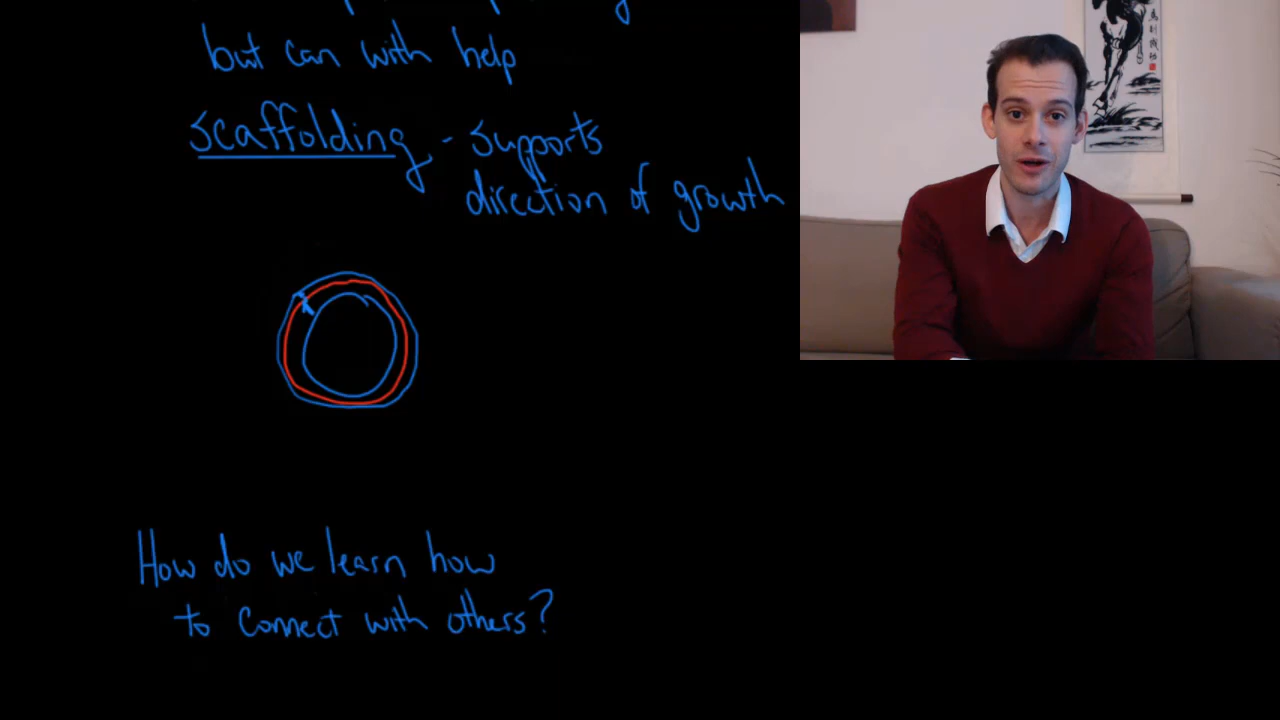 but can with help
scaffolding - supports
direction of growth
How do we learn how
to connect with others?